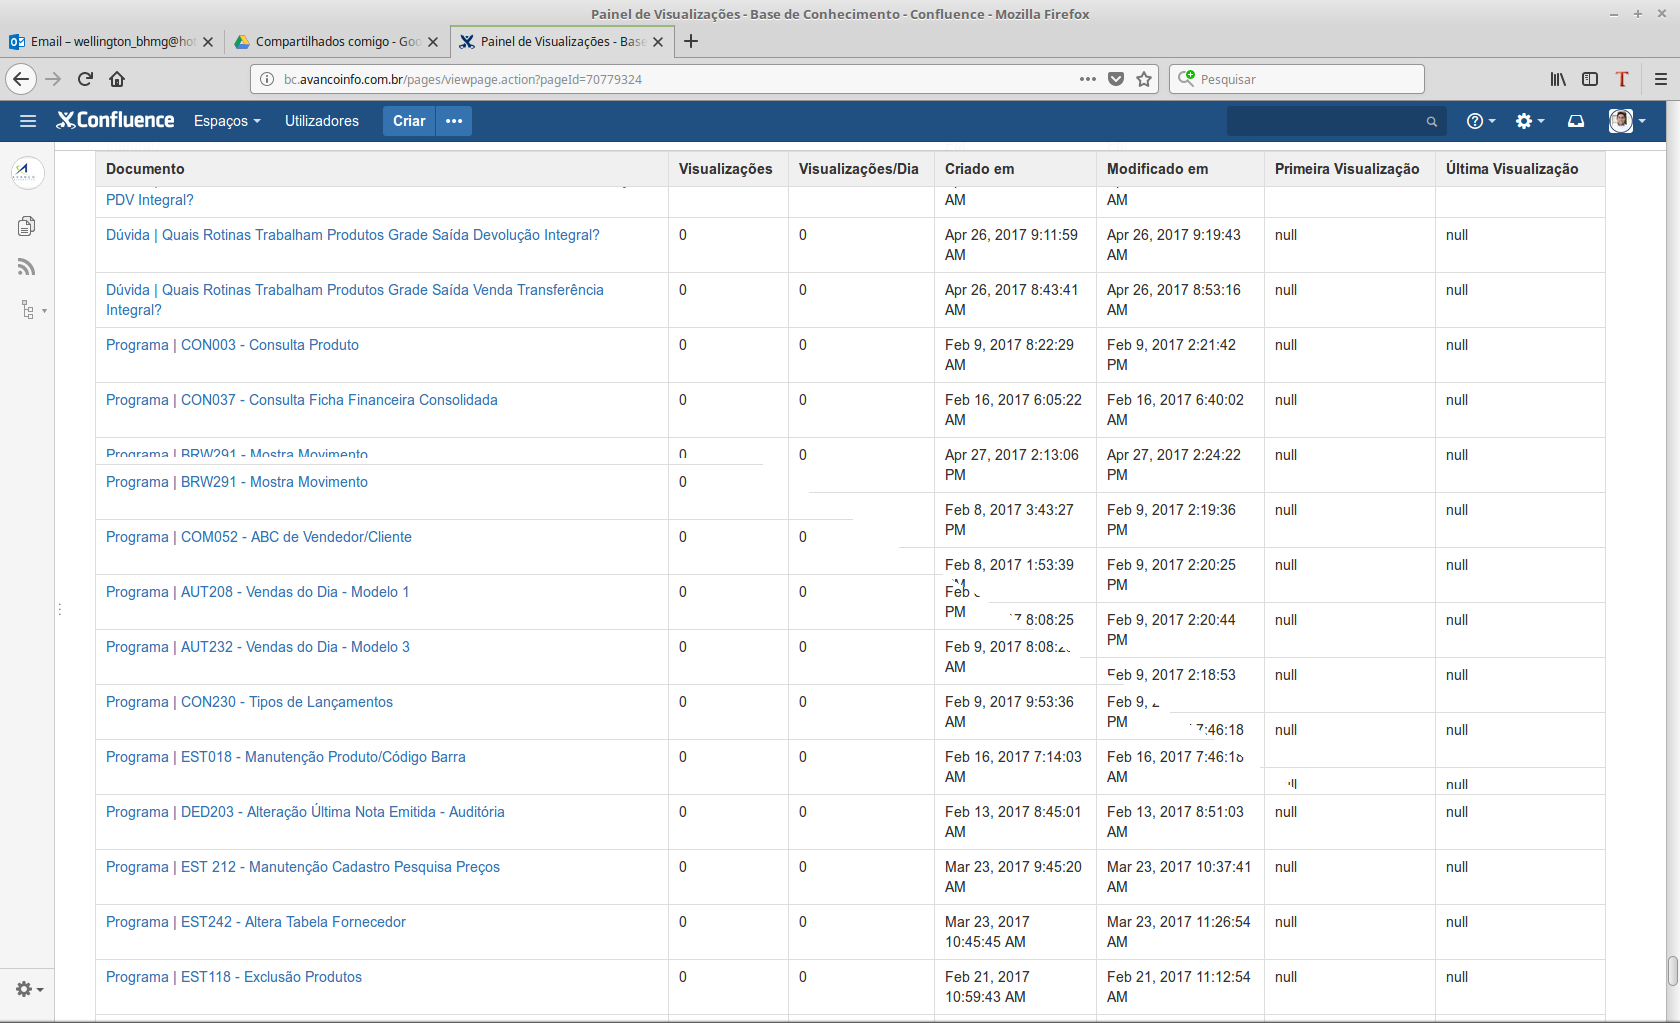 Painel de Visualizações - Base de Conhecimento - Confluence - Mozilla Firefox
Email – wellington_bhmg@ho
Compartilhados comigo - Goo
Painel de Visualizações - Base
bc.avancoinfo.com.br/pages/viewpage.action?pageId=70779324
Pesquisar
Confluence
Espaços
Utilizadores
Criar
Documento Visualizações Visualizações/Dia Criado em Modificado em Primeira Visualização Última Visualização
PDV Integral? AM AM
Dúvida | Quais Rotinas Trabalham Produtos Grade Saída Devolução Integral? 0 0 Apr 26, 2017 9:11:59 Apr 26, 2017 9:19:43 null null
AM AM
Dúvida | Quais Rotinas Trabalham Produtos Grade Saída Venda Transferência 0 0 Apr 26, 2017 8:43:41 Apr 26, 2017 8:53:16 null null
Integral? AM AM
Programa | CON003 - Consulta Produto 0 0 Feb 9, 2017 8:22:29 Feb 9, 2017 2:21:42 null null
AM PM
Programa | CON037 - Consulta Ficha Financeira Consolidada 0 0 Feb 16, 2017 6:05:22 Feb 16, 2017 6:40:02 null null
AM AM
Programa | BRW291 - Mostra Movimento 0 0 Apr 27, 2017 2:13:06 Apr 27, 2017 2:24:22 null null
PM PM
Programa | BRW291 - Mostra Movimento 0
Feb 8, 2017 3:43:27 Feb 9, 2017 2:19:36 null null
PM PM
Programa | COM052 - ABC de Vendedor/Cliente 0 0
Feb 8, 2017 1:53:39 Feb 9, 2017 2:20:25 null null
PM
Programa | AUT208 - Vendas do Dia - Modelo 1 0 0 Feb
PM
8:08:25 Feb 9, 2017 2:20:44 null null
PM
Programa | AUT232 - Vendas do Dia - Modelo 3 0 0 Feb 9, 2017
AM
Feb 9, 2017 2:18:53 null null
Programa | CON230 - Tipos de Lançamentos 0 0 Feb 9, 2017 9:53:36 Feb 9,
AM PM
7:46:18 null null
Programa | EST018 - Manutenção Produto/Código Barra 0 0 Feb 16, 2017 7:14:03 Feb 16, 2017 7:46:18
AM AM
null
Programa | DED203 - Alteração Última Nota Emitida - Auditória 0 0 Feb 13, 2017 8:45:01 Feb 13, 2017 8:51:03 null null
AM AM
Programa | EST 212 - Manutenção Cadastro Pesquisa Preços 0 0 Mar 23, 2017 9:45:20 Mar 23, 2017 10:37:41 null null
AM AM
Programa | EST242 - Altera Tabela Fornecedor 0 0 Mar 23, 2017 Mar 23, 2017 11:26:54 null null
10:45:45 AM AM
Programa | EST118 - Exclusão Produtos 0 0 Feb 21, 2017 Feb 21, 2017 11:12:54 null null
10:59:43 AM AM